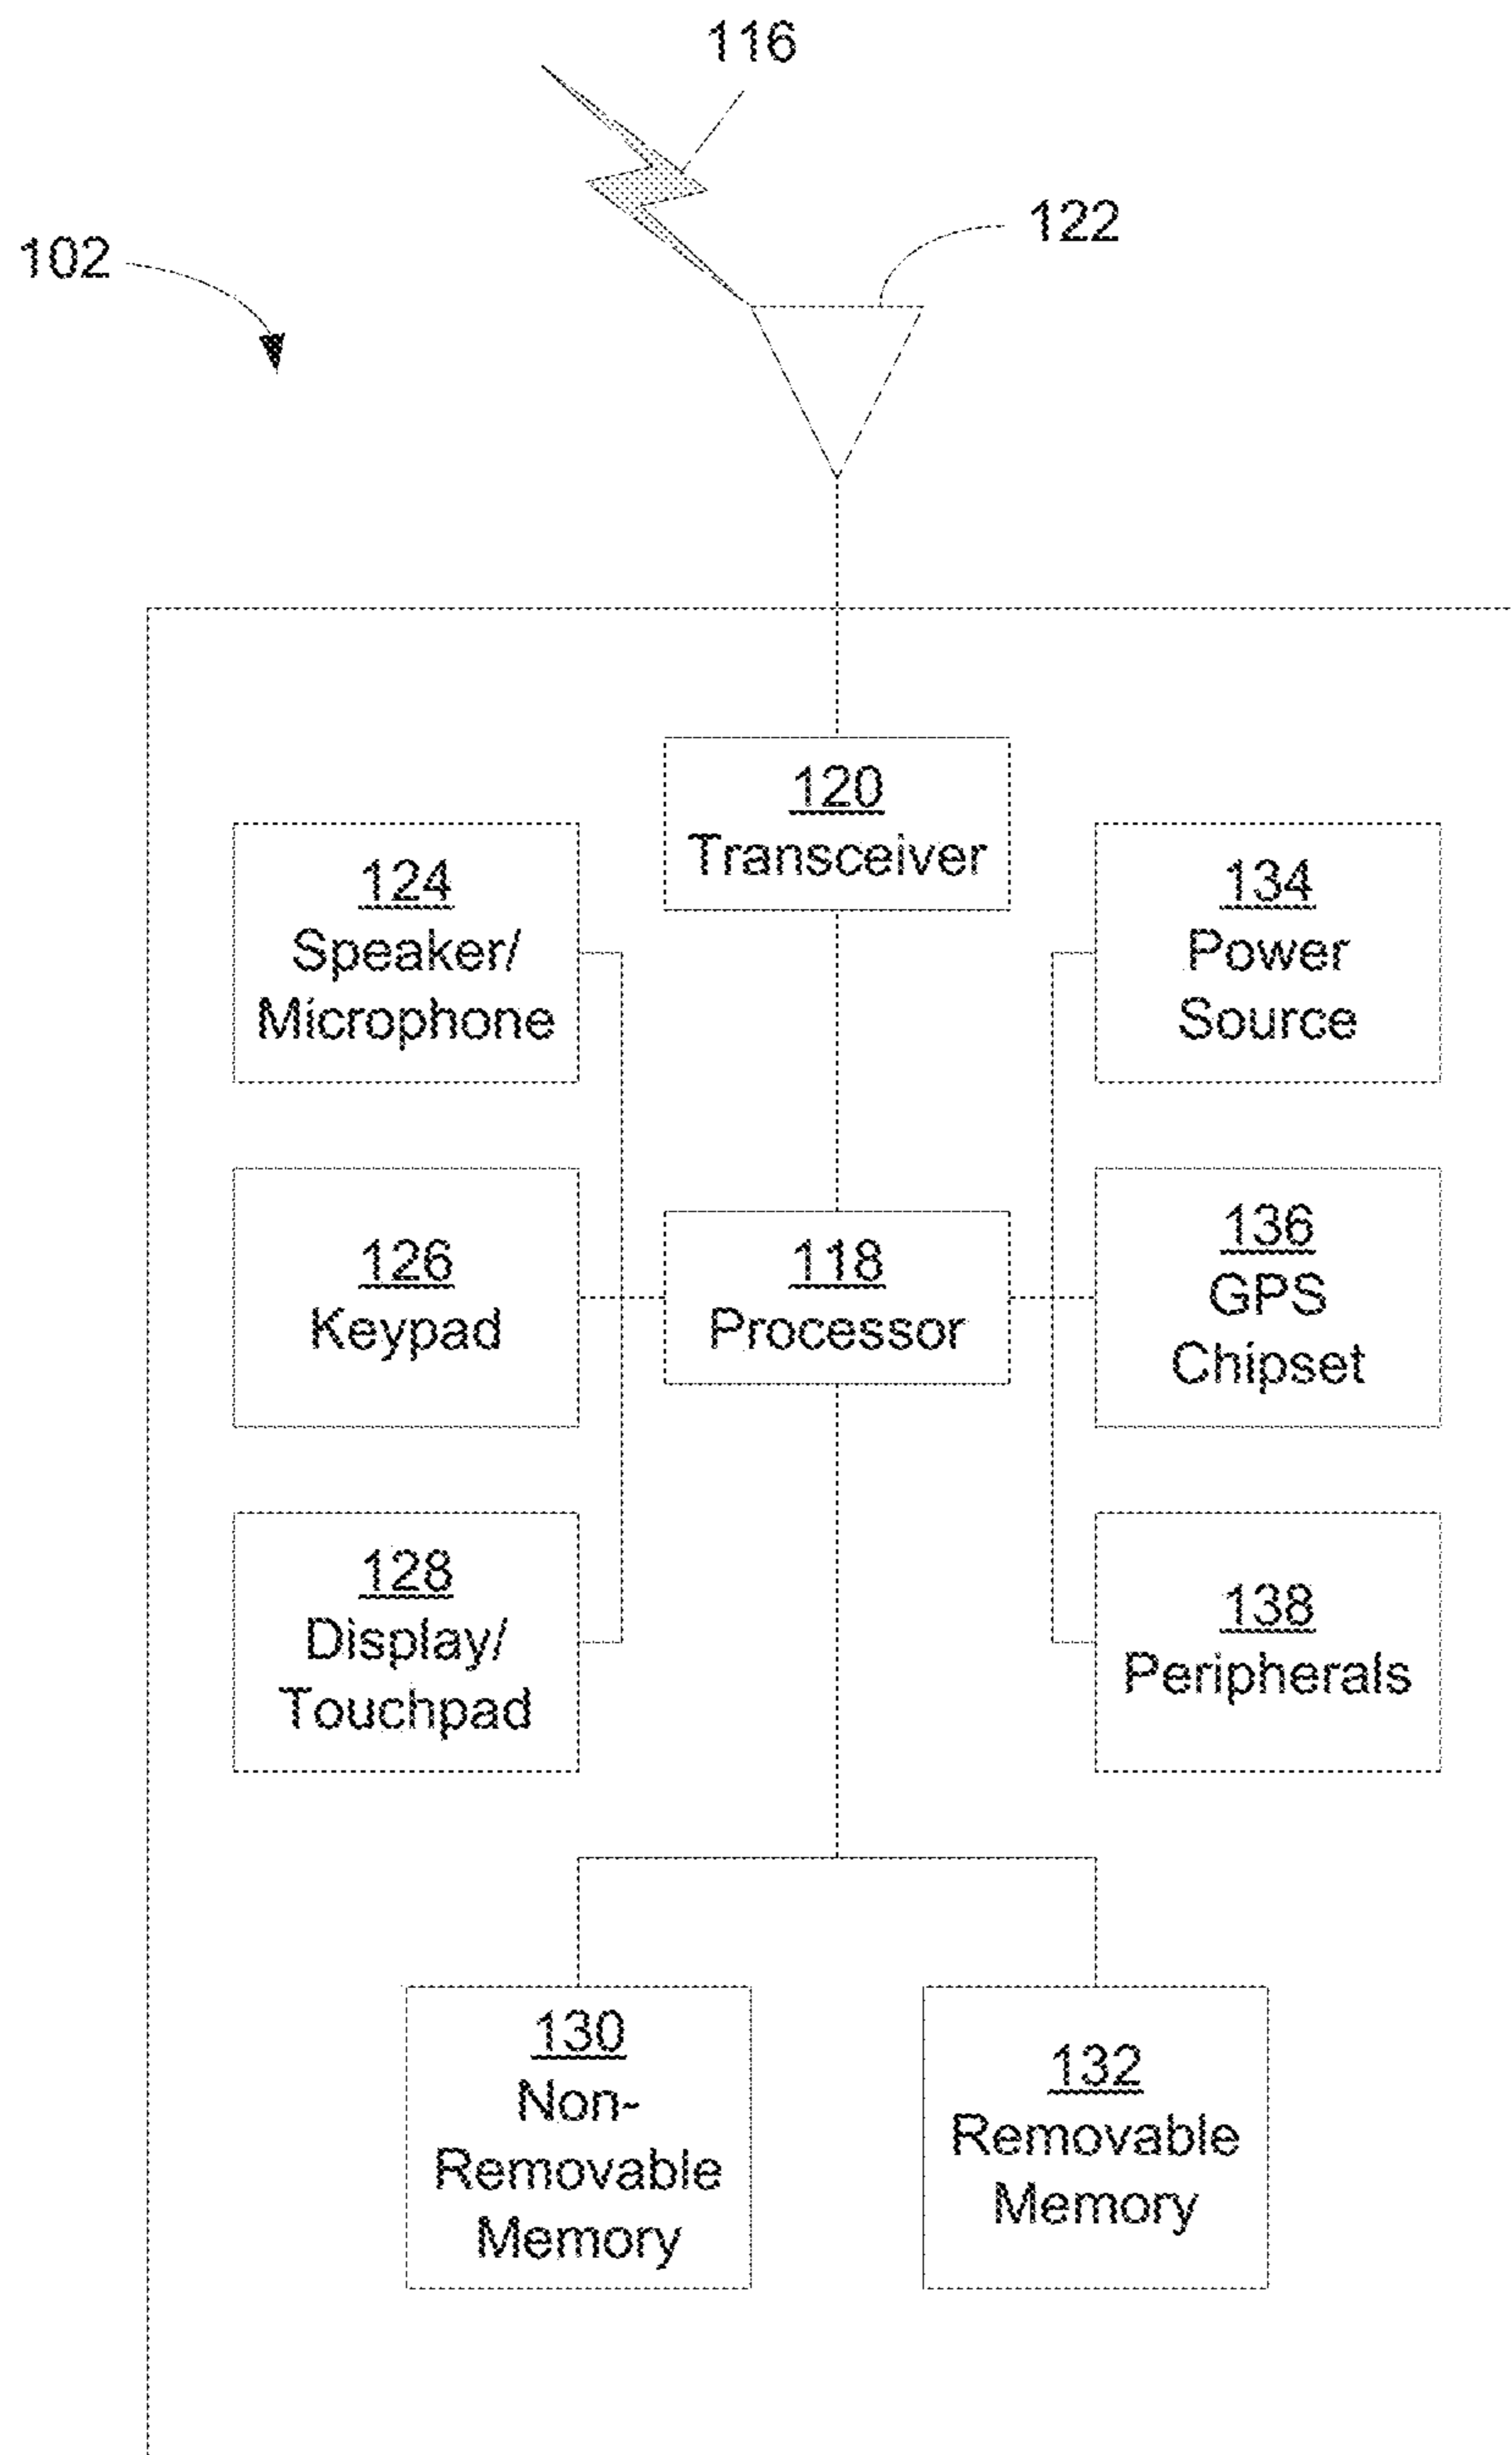 116
122
102
120
Transceiver
124
Speaker/
Microphone
134
Power
Source
126
Keypad
118
Processor
136
GPS
Chipset
128
Display/
Touchpad
138
Peripherals
130
Non-
Removable
Memory
132
Removable
Memory